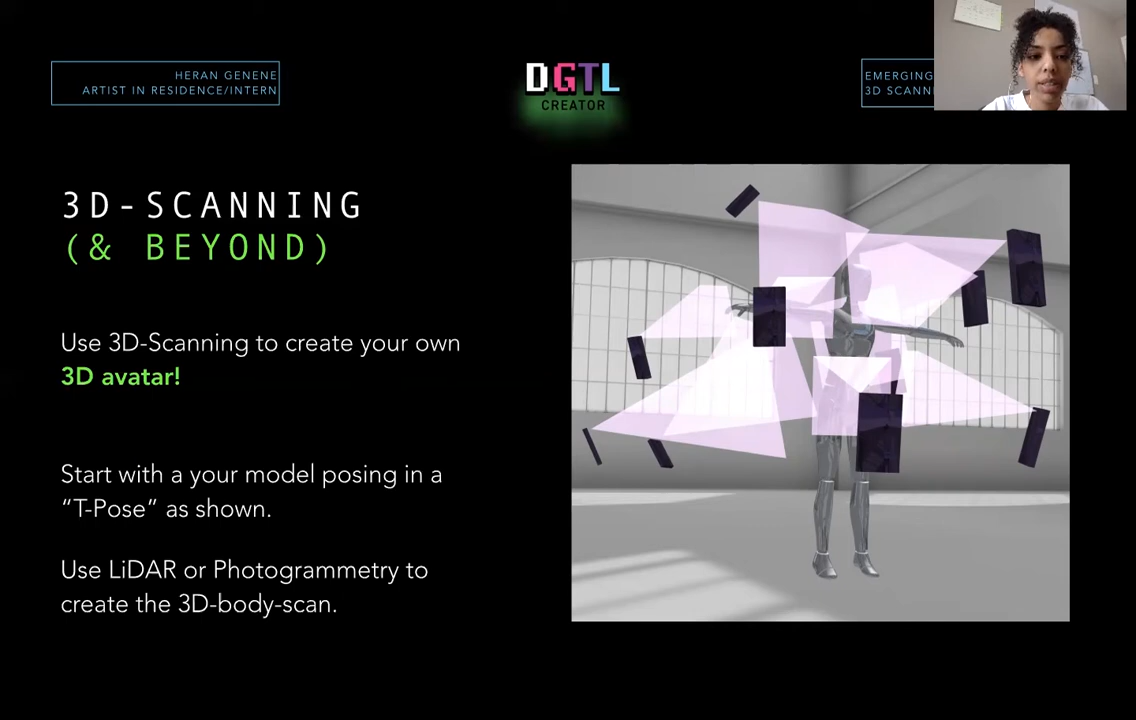 HERAN GENENE
ARTIST IN RESIDENCE/INTERN
DGTL
CREATOR
EMERGING
3D-SCANNING
(& BEYOND)
Use 3D-Scanning to create your own
3D avatar!
Start with a your model posing in a
“T-Pose” as shown.
Use LiDAR or Photogrammetry to
create the 3D-body-scan.